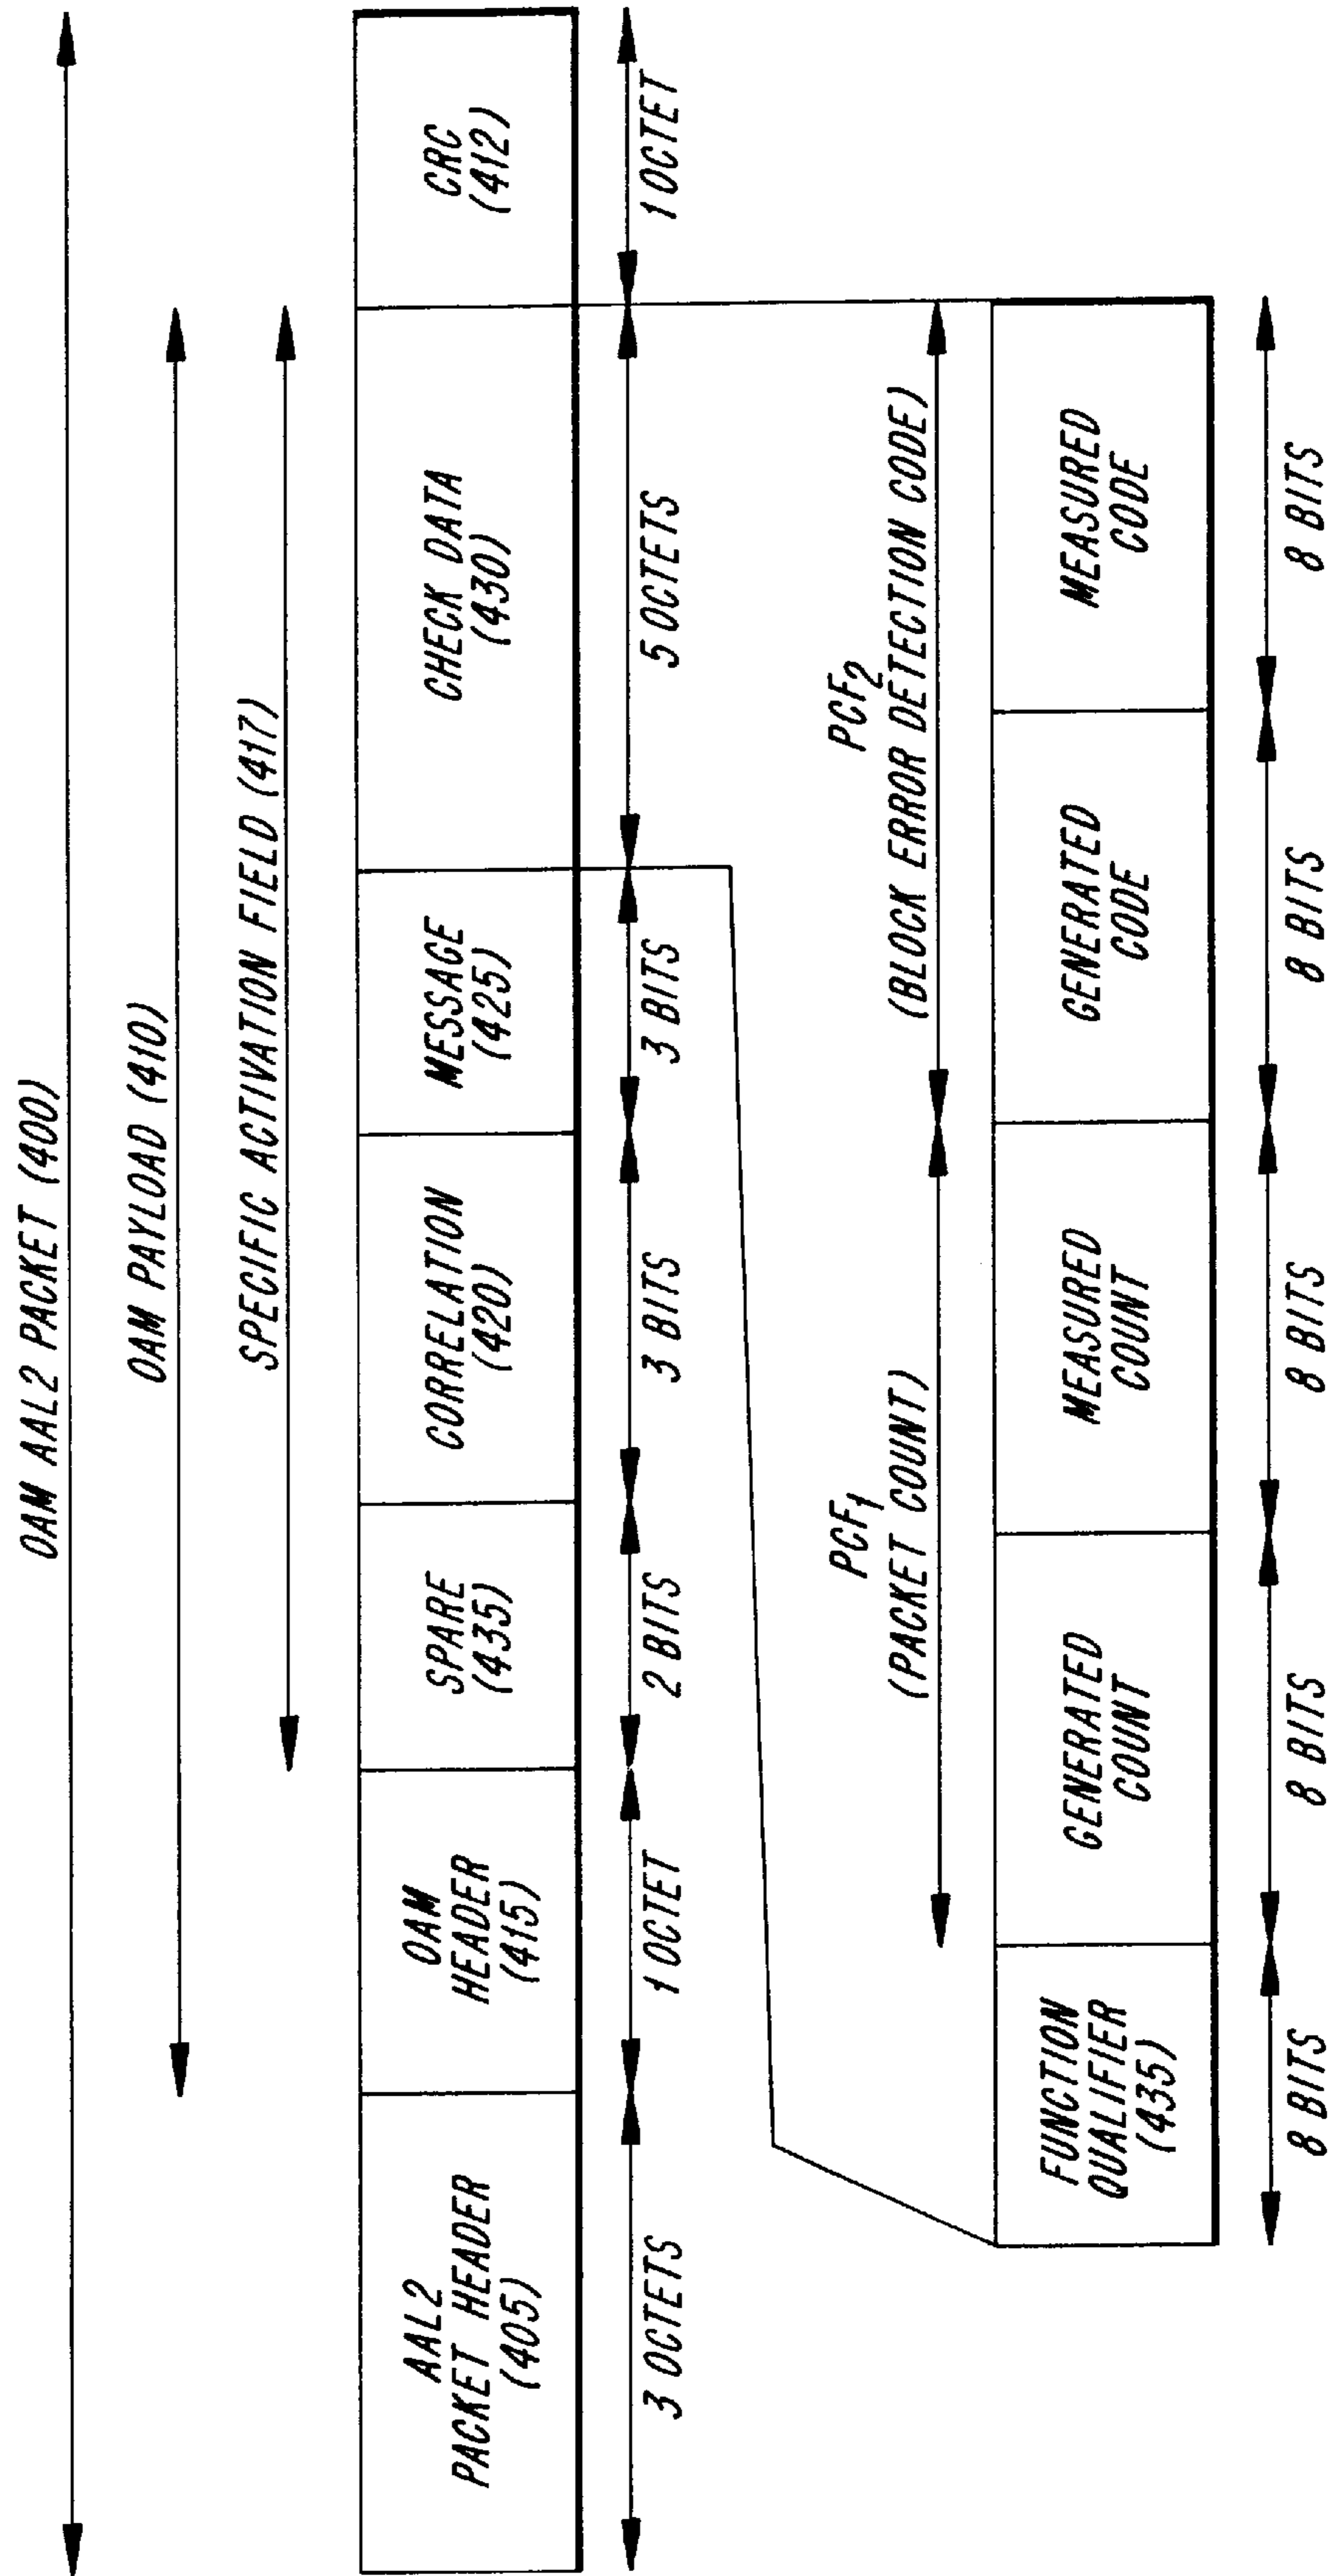 OAM AAL2 PACKET (400)
OAM PAYLOAD (410)
SPECIFIC ACTIVATION FIELD (417)
AAL2
PACKET HEADER
(405)
OAM
HEADER
(415)
SPARE
(435)
CORRELATION
(420)
MESSAGE
(425)
CHECK DATA
(430)
CRC
(412)
3 OCTETS
1 OCTET
2 BITS
3 BITS
3 BITS
5 OCTETS
1 OCTET
PCF1
(PACKET COUNT)
PCF2
(BLOCK ERROR DETECTION CODE)
FUNCTION
QUALIFIER
(435)
GENERATED
COUNT
MEASURED
COUNT
GENERATED
CODE
MEASURED
CODE
8 BITS
8 BITS
8 BITS
8 BITS
8 BITS